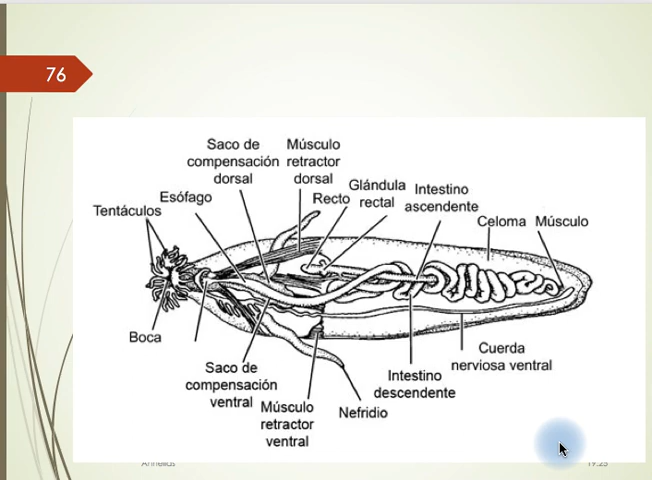 76
Saco de
compensación
dorsal
Músculo
retractor
dorsal
Esófago
Tentáculos
Recto
Glándula
rectal
Intestino
ascendente
Celoma
Músculo
Boca
Saco de
compensación
ventral
Músculo
retractor
ventral
Nefridio
Intestino
descendente
Cuerda
nerviosa ventral